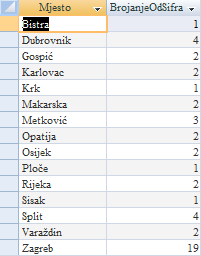 Mjesto BrojanjeOdSifra
Bistra 1
Dubrovnik 4
Gospić 2
Karlovac 2
Krk 1
Makarska 2
Metković 3
Opatija 2
Osijek 2
Ploče 1
Rijeka 2
Sisak 1
Split 4
Varaždin 2
Zagreb 19